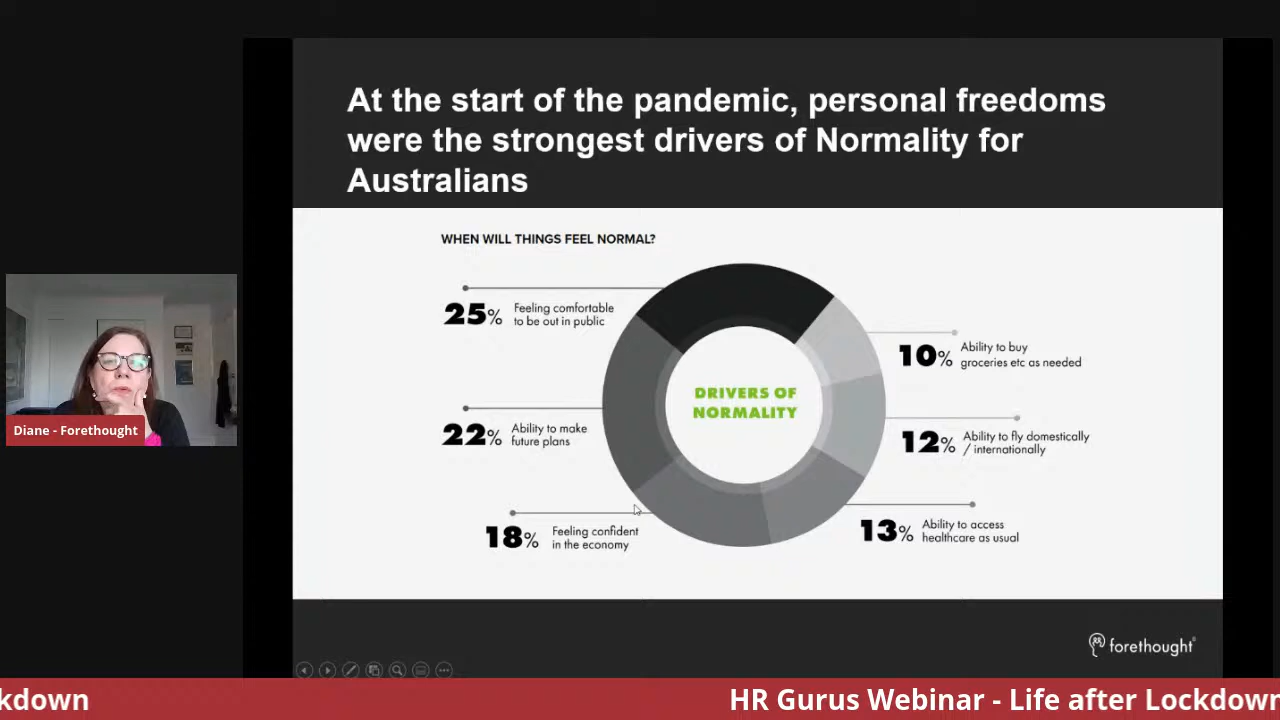 At the start of the pandemic, personal freedoms
were the strongest drivers of Normality for
Australians
WHEN WILL THINGS FEEL NORMAL?
25% Feeling comfortable
to be out in public
22% Ability to make
future plans
18% Feeling confident
in the economy
DRIVERS OF
NORMALITY
10% Ability to buy
groceries etc as needed
12% Ability to fly domestically
/ internationally
13% Ability to access
healthcare as usual
Diane - Forethought
forethought
kdown
HR Gurus Webinar - Life after Lockdown